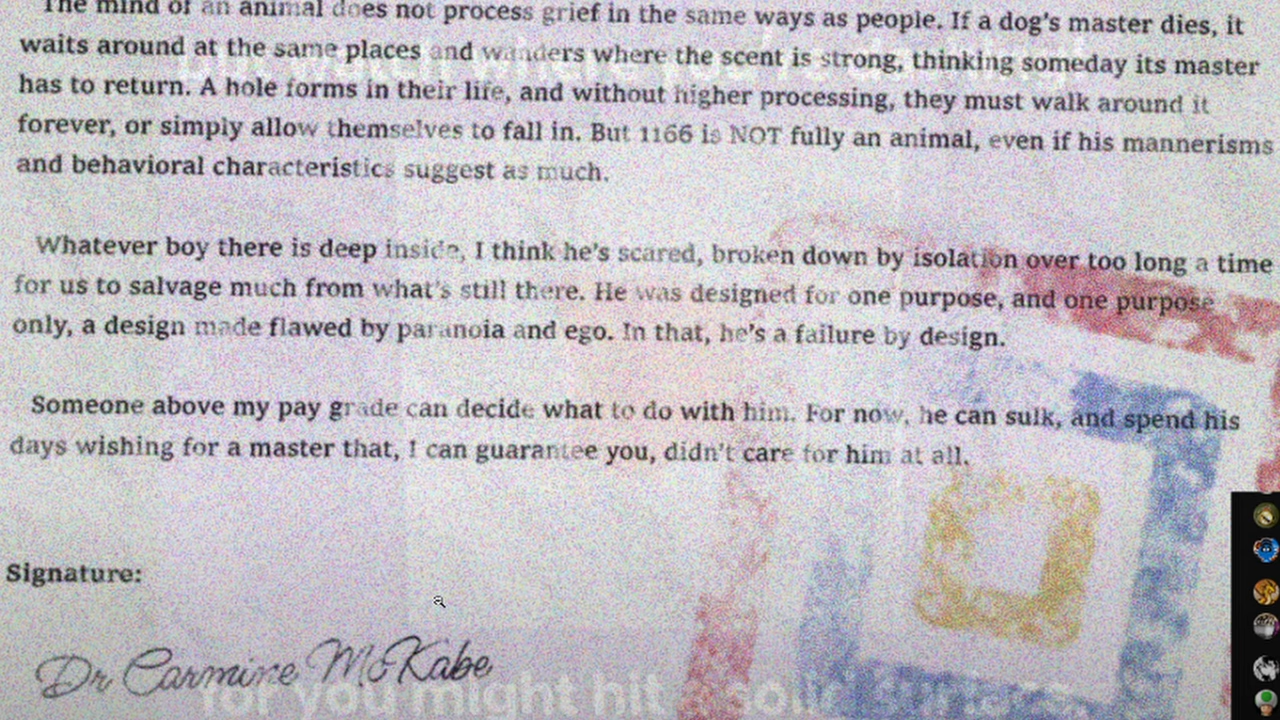 The mind of an animal does not process grief in the same ways as people. If a dog's master dies, it
waits around at the same places and wanders where the scent is strong, thinking someday its master
has to return. A hole forms in their life, and without higher processing, they must walk around it
forever, or simply allow themselves to fall in. But 1166 is NOT fully an animal, even if his mannerisms
and behavioral characteristics suggest as much.
Whatever boy there is deep inside, I think he's scared, broken down by isolation over too long a time
for us to salvage much from what's still there. He was designed for one purpose, and one purpose
only, a design made flawed by paranoia and ego. In that, he's a failure by design.
Someone above my pay grade can decide what to do with him. For now, he can sulk, and spend his
days wishing for a master that, I can guarantee you, didn't care for him at all.
Signature:
Dr Carmine McKabe
for you might hit a solid